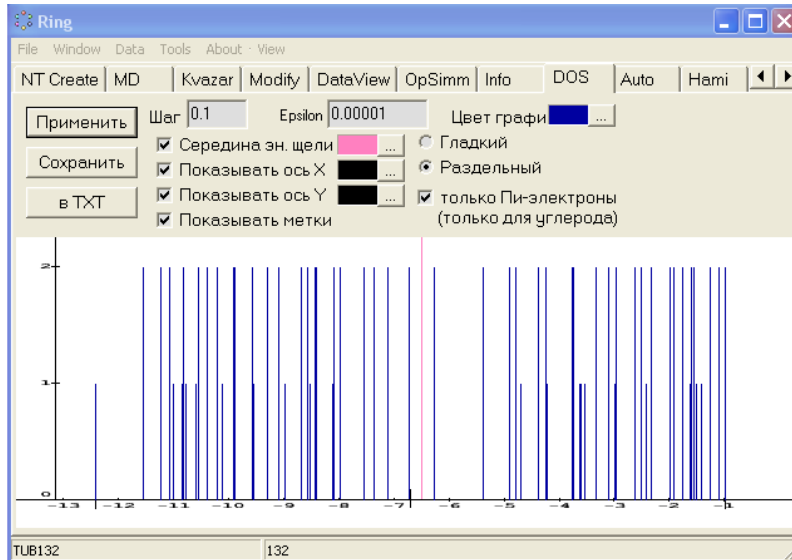 Ring
File Window Data Tools About View
NT Create MD Kvazar Modify DataView OpSimm Info DOS Auto Hami
Применить Шаг 0.1 Epsilon 0.00001 Цвет графи ...
Середина эн. щели ... Гладкий
Сохранить Показывать ось X ... Раздельный
в TXT Показывать ось Y ... только Пи-электроны
Показывать метки (только для углерода)
2
1
0
-13 -12 -11 -10 -9 -8 -7 -6 -5 -4 -3 -2 -1
TUB132 132